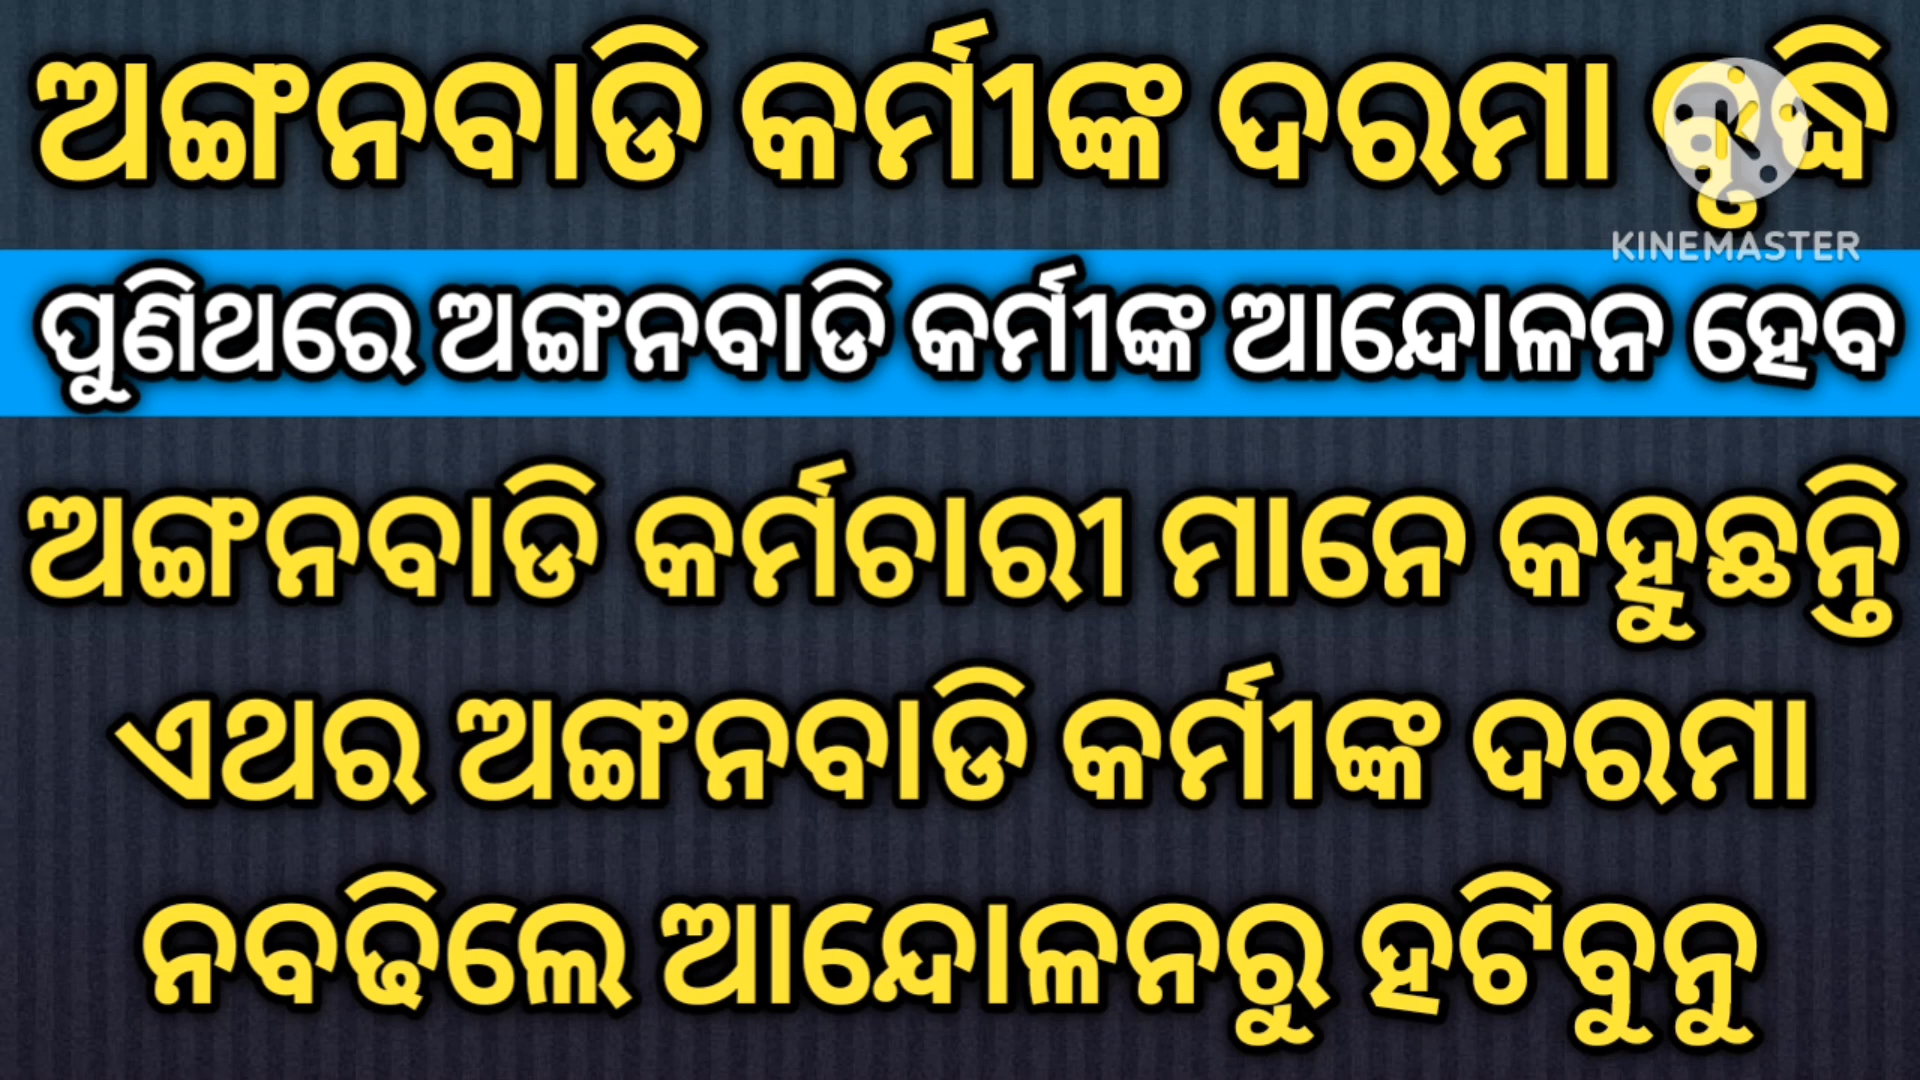 ଅଙ୍ଗନବାଡି କର୍ମୀଙ୍କ ଦରମା ବୃଦ୍ଧି
KINEMASTER
ପୁଣିଥରେ ଅଙ୍ଗନବାଡି କର୍ମୀଙ୍କ ଆନ୍ଦୋଳନ ହେବ
ଅଙ୍ଗନବାଡି କର୍ମଚାରୀ ମାନେ କହୁଛନ୍ତି
ଏଥର ଅଙ୍ଗନବାଡି କର୍ମୀଙ୍କ ଦରମା
ନବଢିଲେ ଆନ୍ଦୋଳନରୁ ହଟିବୁନୁ